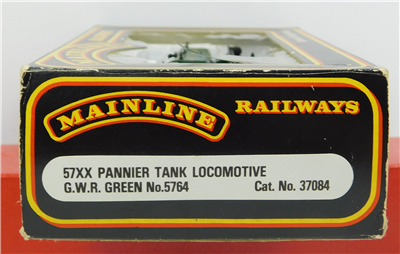 MAINLINE RAILWAYS
57XX PANNIER TANK LOCOMOTIVE
G.W.R. GREEN No.5764 Cat. No. 37084